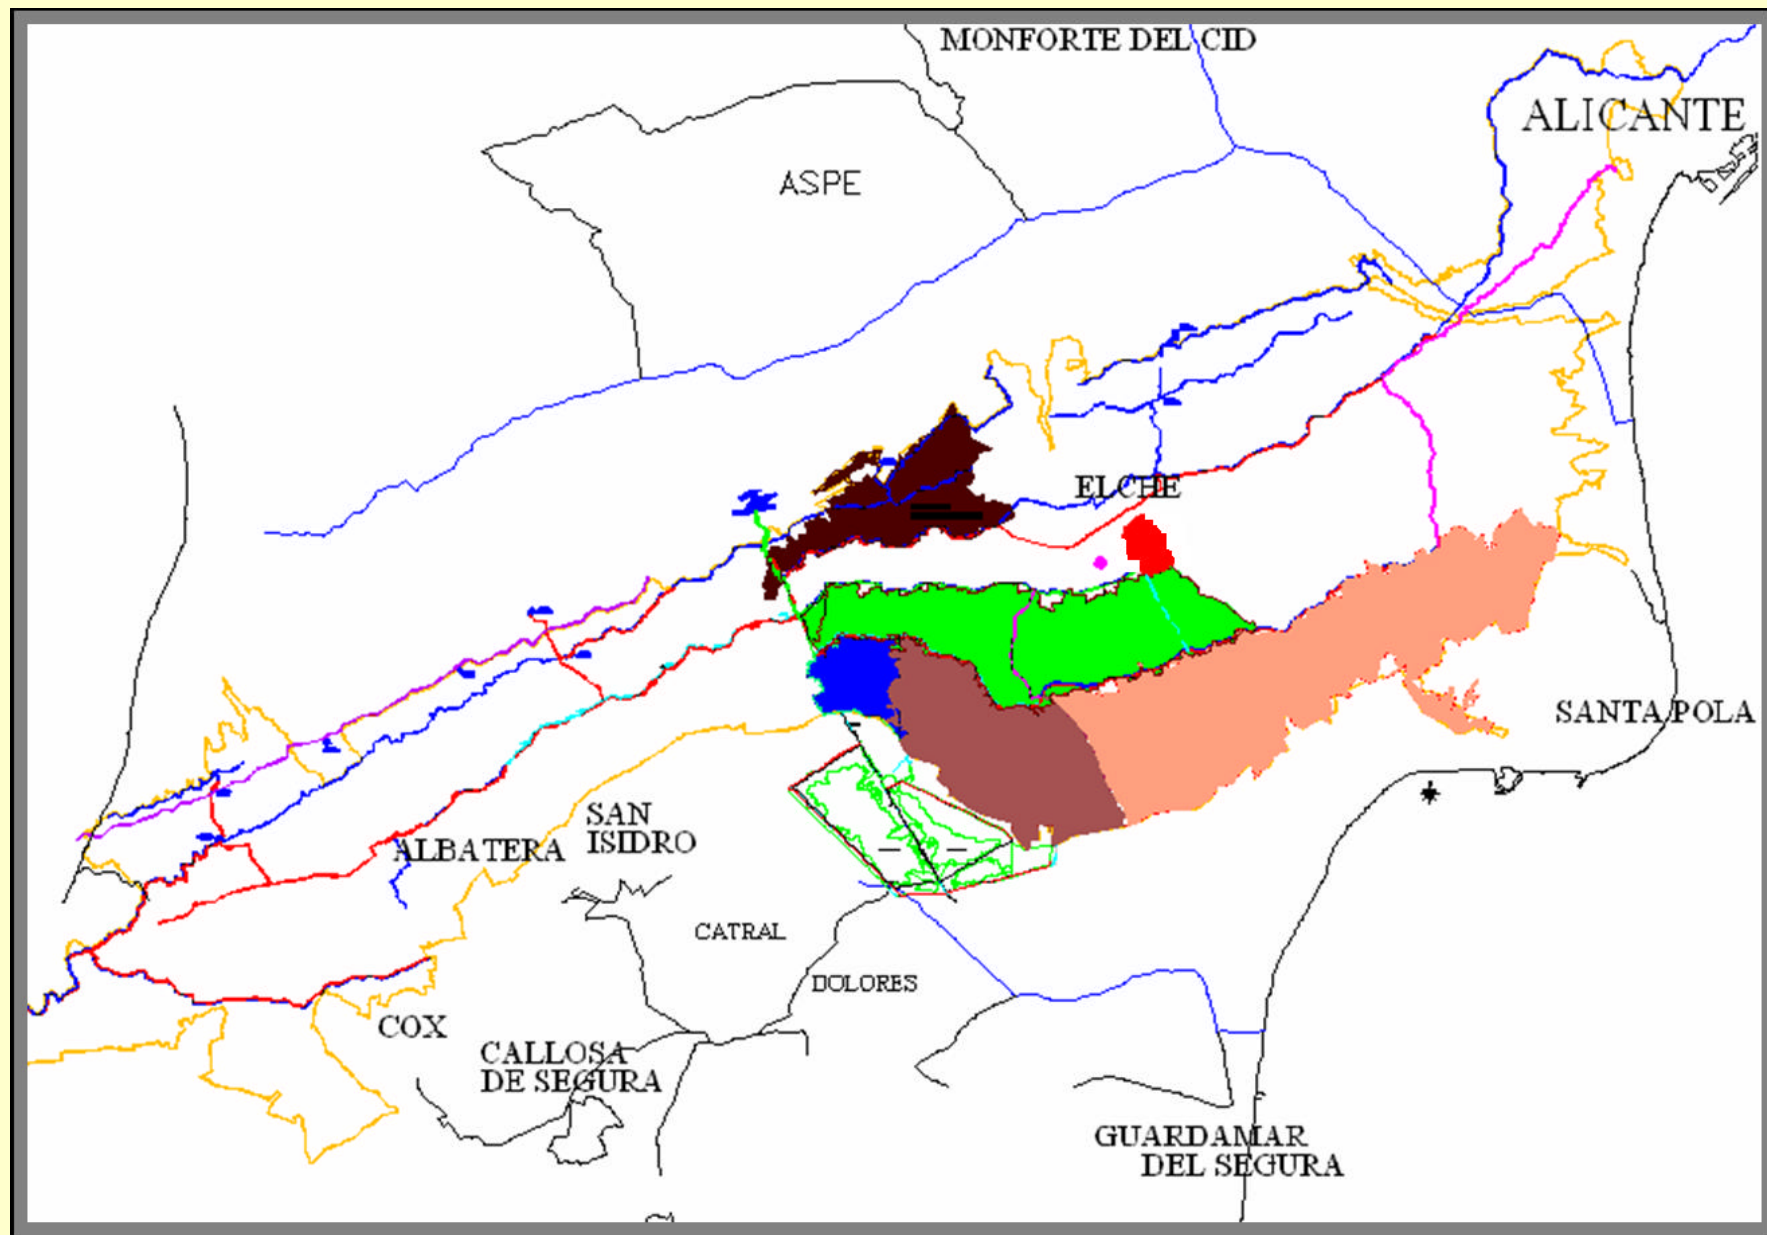 MONFORTE DEL CID
ALICANTE
ASPE
ELCHE
SANTA POLA
SAN
ISIDRO
ALBATERA
CATRAL
DOLORES
COX
CALLOSA
DE SEGURA
GUARDAMAR
DEL SEGURA